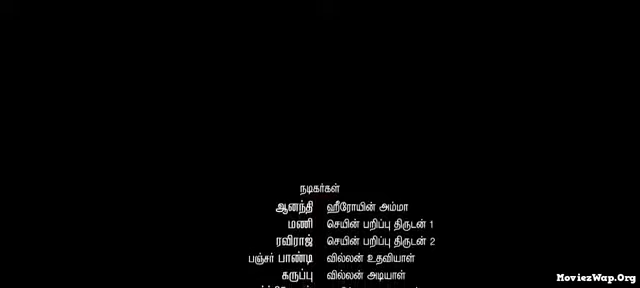 நடிகர்கள்
ஆனந்தி ஹீரோயின் அம்மா
மணி செயின் பறிப்பு திருடன் 1
ரவிராஜ் செயின் பறிப்பு திருடன் 2
பஞ்சர் பாண்டி வில்லன் உதவியாள்
கருப்பு வில்லன் அடியாள்
MoviezWap.Org